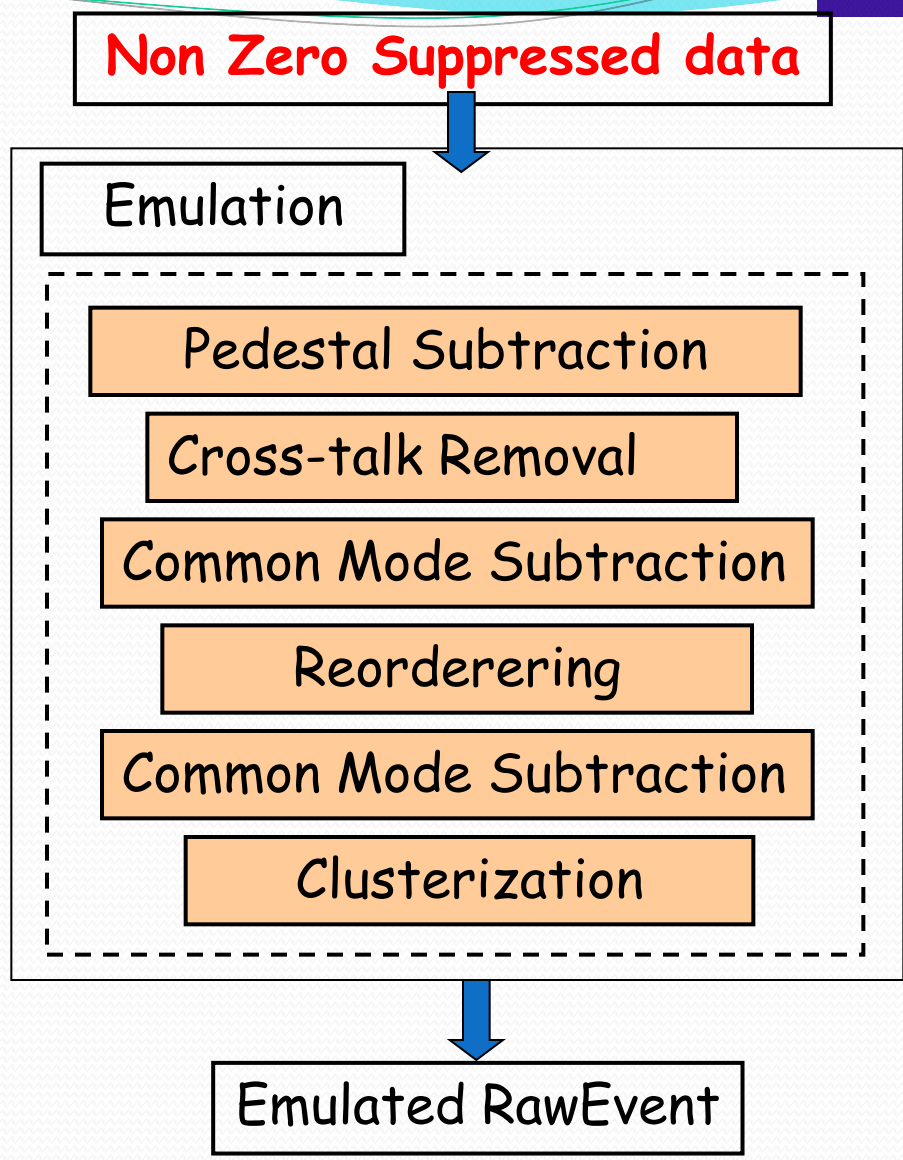 Non Zero Suppressed data
Emulation
Pedestal Subtraction
Cross-talk Removal
Common Mode Subtraction
Reorderering
Common Mode Subtraction
Clusterization
Emulated RawEvent